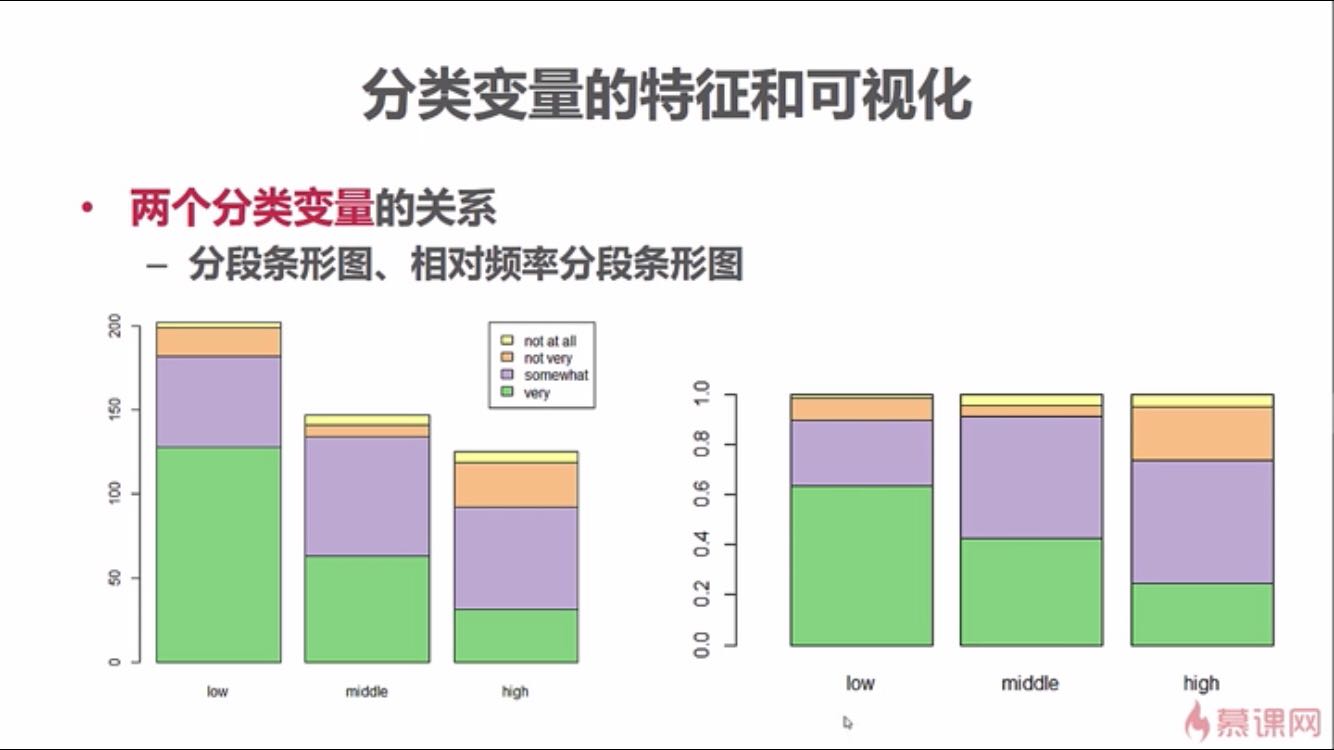 分类变量的特征和可视化
• 两个分类变量的关系
– 分段条形图、相对频率分段条形图
200
150
100
50
0
not at all
not very
somewhat
very
low middle high
1.0
0.8
0.6
0.4
0.2
0.0
low middle high
慕课网